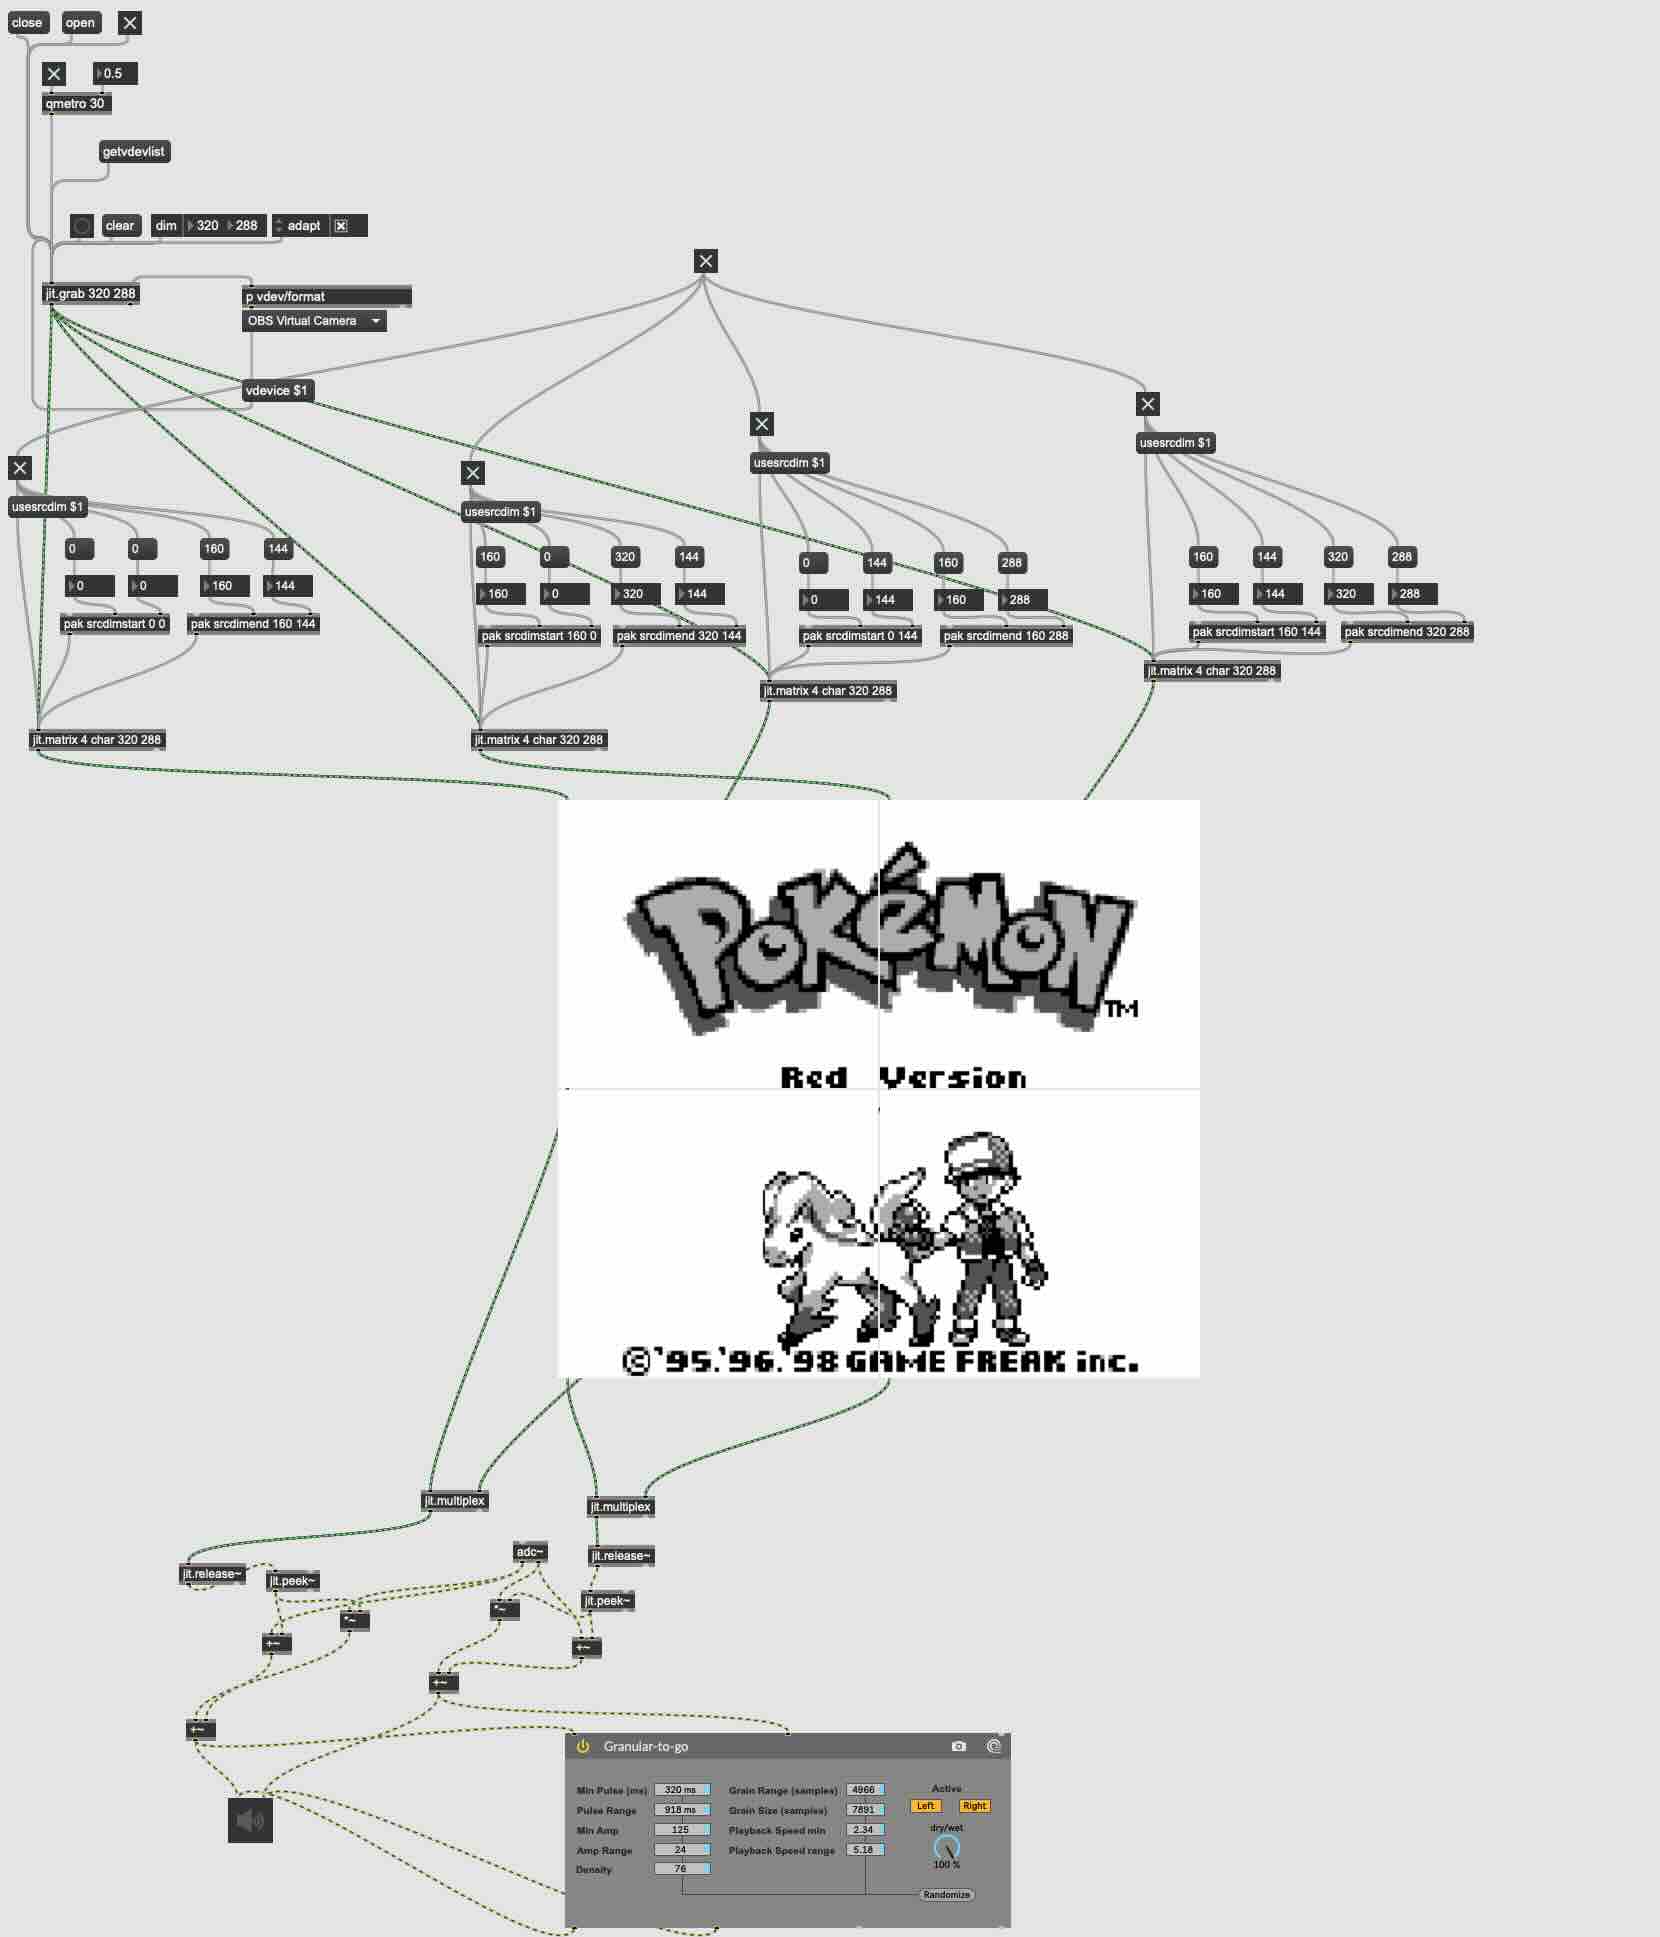 close open
0.5
qmetro 30
getvdevlist
clear dim 320 288 adapt
jit.grab 320 288
p vdev/format
OBS Virtual Camera
vdevice $1
usesrcdim $1
0 0 160 144
0 0 160 144
pak srcdimstart 0 0 pak srcdimend 160 144
jit.matrix 4 char 320 288
usesrcdim $1
160 0 320 144
160 0 320 144
pak srcdimstart 160 0 pak srcdimend 320 144
jit.matrix 4 char 320 288
usesrcdim $1
0 144 160 288
0 144 160 288
pak srcdimstart 0 144 pak srcdimend 160 288
jit.matrix 4 char 320 288
usesrcdim $1
160 144 320 288
160 144 320 288
pak srcdimstart 160 144 pak srcdimend 320 288
jit.matrix 4 char 320 288
POKéMON
TM
Red Version
©'95.'96.'98 GAME FREAK inc.
jit.multiplex jit.multiplex
adc~
jit.release~
jit.release~ jit.peek~
jit.peek~
*~
*~
+~
+~
+~
+~
Granular-to-go
Min Pulse (ms) 320 ms Grain Range (samples) 4966 Active
Pulse Range 918 ms Grain Size (samples) 7891 Left Right
Min Amp 125 Playback Speed min 2.34 dry/wet
Amp Range 24 Playback Speed range 5.18
100 %
Density 76
Randomize